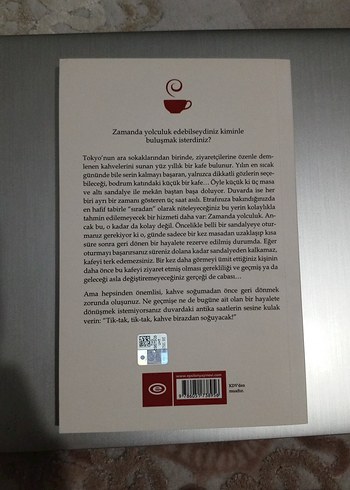 Zamanda yolculuk edebilseydiniz kiminle
buluşmak isterdiniz?
Tokyo'nun ara sokaklarından birinde, ziyaretçilerine özenle dem-
lenen kahvelerini sunan yüz yıllık bir kafe bulunur. Yılın en sıcak
gününde bile serin kalmayı başaran, yalnızca dikkatli gözlerin seçe-
bileceği, bodrum katındaki küçük bir kafe... Öyle küçük ki üç masa
ve altı sandalye ile mekân baştan başa doluyor. Duvarda ise her
biri ayrı bir zamanı gösteren üç saat asılı. Etrafınıza bakındığınızda
en hafif tabirle "sıradan" olarak niteleyeceğiniz bu yerin kolaylıkla
tahmin edilemeyecek bir hizmeti daha var: Zamanda yolculuk. An-
cak bu, o kadar da kolay değil. Öncelikle belli bir sandalyeye otur-
manız gerekiyor ki o, günde sadece bir kez masadan uzaklaşıp kısa
süre sonra geri dönen bir hayalete rezerve edilmiş durumda. Eğer
oturmayı başarırsanız süreniz dolana kadar sandalyeden kalkamaz,
kafeyi terk edemezsiniz. Bir kez daha görmeyi ümit ettiğiniz kişinin
daha önce bu kafeyi ziyaret etmiş olması gerekliliği ve geçmiş ya da
geleceği asla değiştiremeyeceğiniz gerçeği de cabası...
Ama hepsinden önemlisi, kahve soğumadan önce geri dönmek
zorunda oluşunuz. Ne geçmişe ne de bugüne ait olan bir hayalete
dönüşmek istemiyorsanız duvardaki antika saatlerin sesine kulak
verin: "Tik-tak, tik-tak, kahve birazdan soğuyacak!"